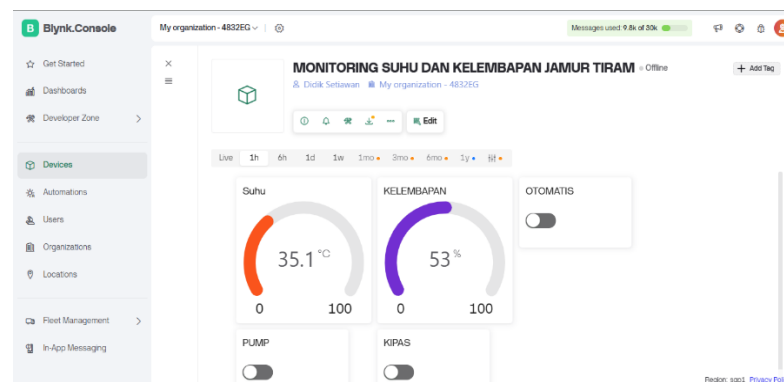 B Blynk.Console
My organization - 4832EG
Messages used 9.8k of 30k
Get Started
Dashboards
Developer Zone
Devices
Automations
Users
Organizations
Locations
Fleet Management
In-App Messaging
MONITORING SUHU DAN KELEMBAPAN JAMUR TIRAM Offline
Didik Setiawan My organization - 4832EG
+ Add Tag
Edit
Live 1h 6h 1d 1w 1mo 3mo 6mo 1y
Suhu
35.1 °C
0 100
KELEMBAPAN
53 %
0 100
OTOMATIS
PUMP
KIPAS
Region: sgp1 Privacy Poli